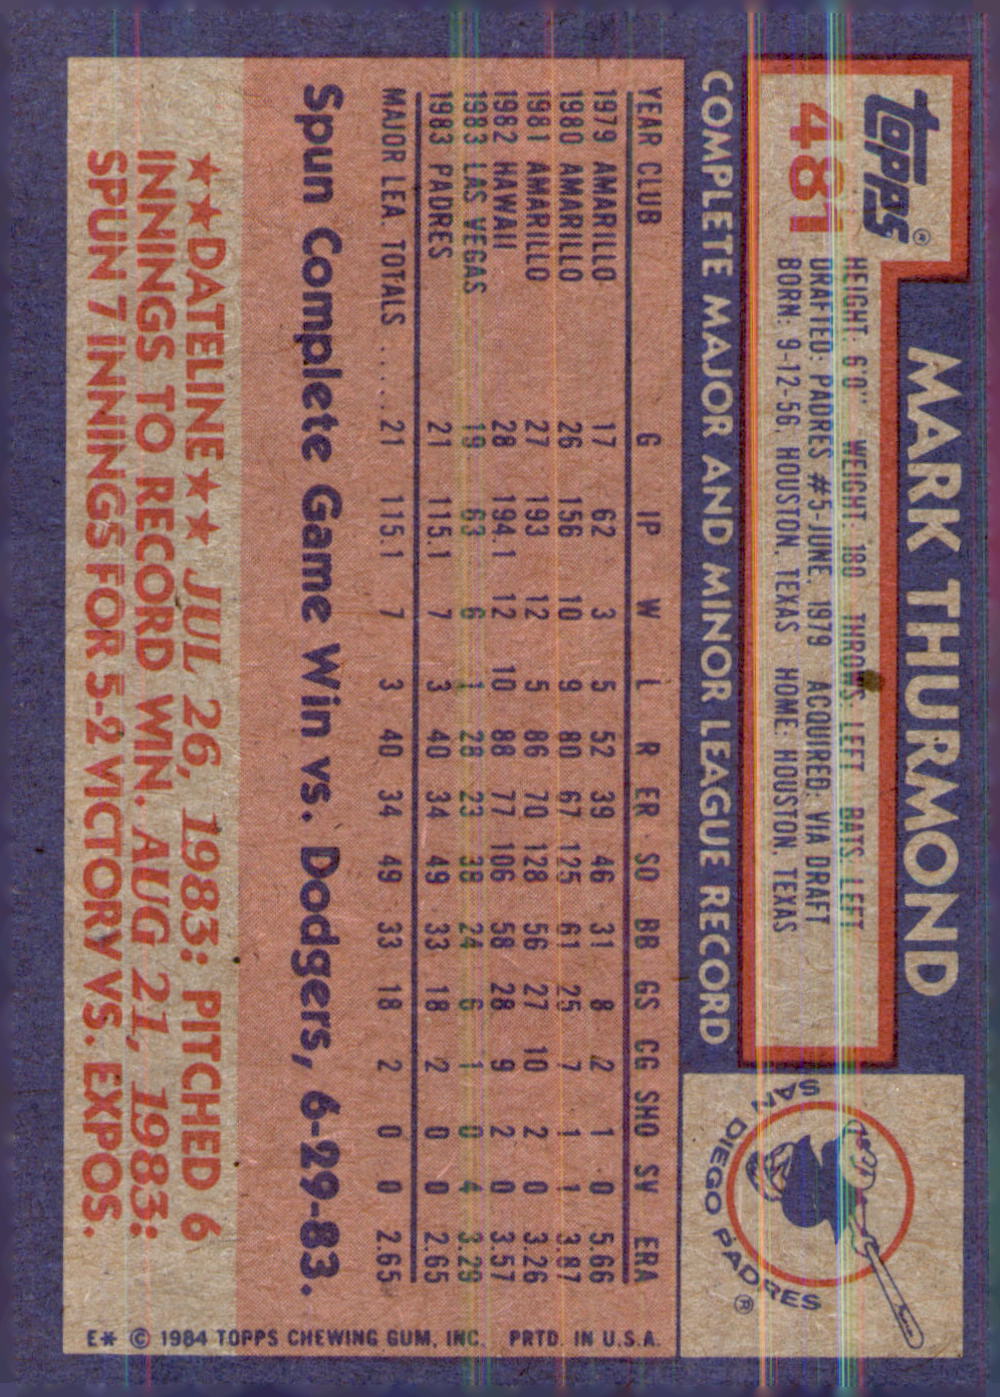 topps®
481
MARK THURMOND
HEIGHT: 6'0" WEIGHT: 180 THROWS: LEFT BATS: LEFT
DRAFTED: PADRES #5-JUNE, 1979 ACQUIRED: VIA DRAFT
BORN: 9-12-56, HOUSTON, TEXAS HOME: HOUSTON, TEXAS
SAN DIEGO PADRES ®
COMPLETE MAJOR AND MINOR LEAGUE RECORD
YEAR CLUB G IP W L R ER SO BB GS CG SHO SV ERA
1979 AMARILLO 17 62 3 5 52 39 46 31 8 2 1 0 5.66
1980 AMARILLO 26 156 10 9 80 67 125 61 25 7 1 1 3.87
1981 AMARILLO 27 193 12 5 86 70 128 56 27 10 2 0 3.26
1982 HAWAII 28 194.1 12 10 88 77 106 58 28 9 2 0 3.57
1983 LAS VEGAS 19 63 6 1 28 23 38 24 6 1 0 4 3.29
1983 PADRES 21 115.1 7 3 40 34 49 33 18 2 0 0 2.65
MAJOR LEA. TOTALS ..... 21 115.1 7 3 40 34 49 33 18 2 0 0 2.65
Spun Complete Game Win vs. Dodgers, 6-29-83.
★★DATELINE★★ JUL 26, 1983: PITCHED 6
INNINGS TO RECORD WIN. AUG 21, 1983:
SPUN 7 INNINGS FOR 5-2 VICTORY VS. EXPOS.
E* © 1984 TOPPS CHEWING GUM, INC. PRTD. IN U.S.A.